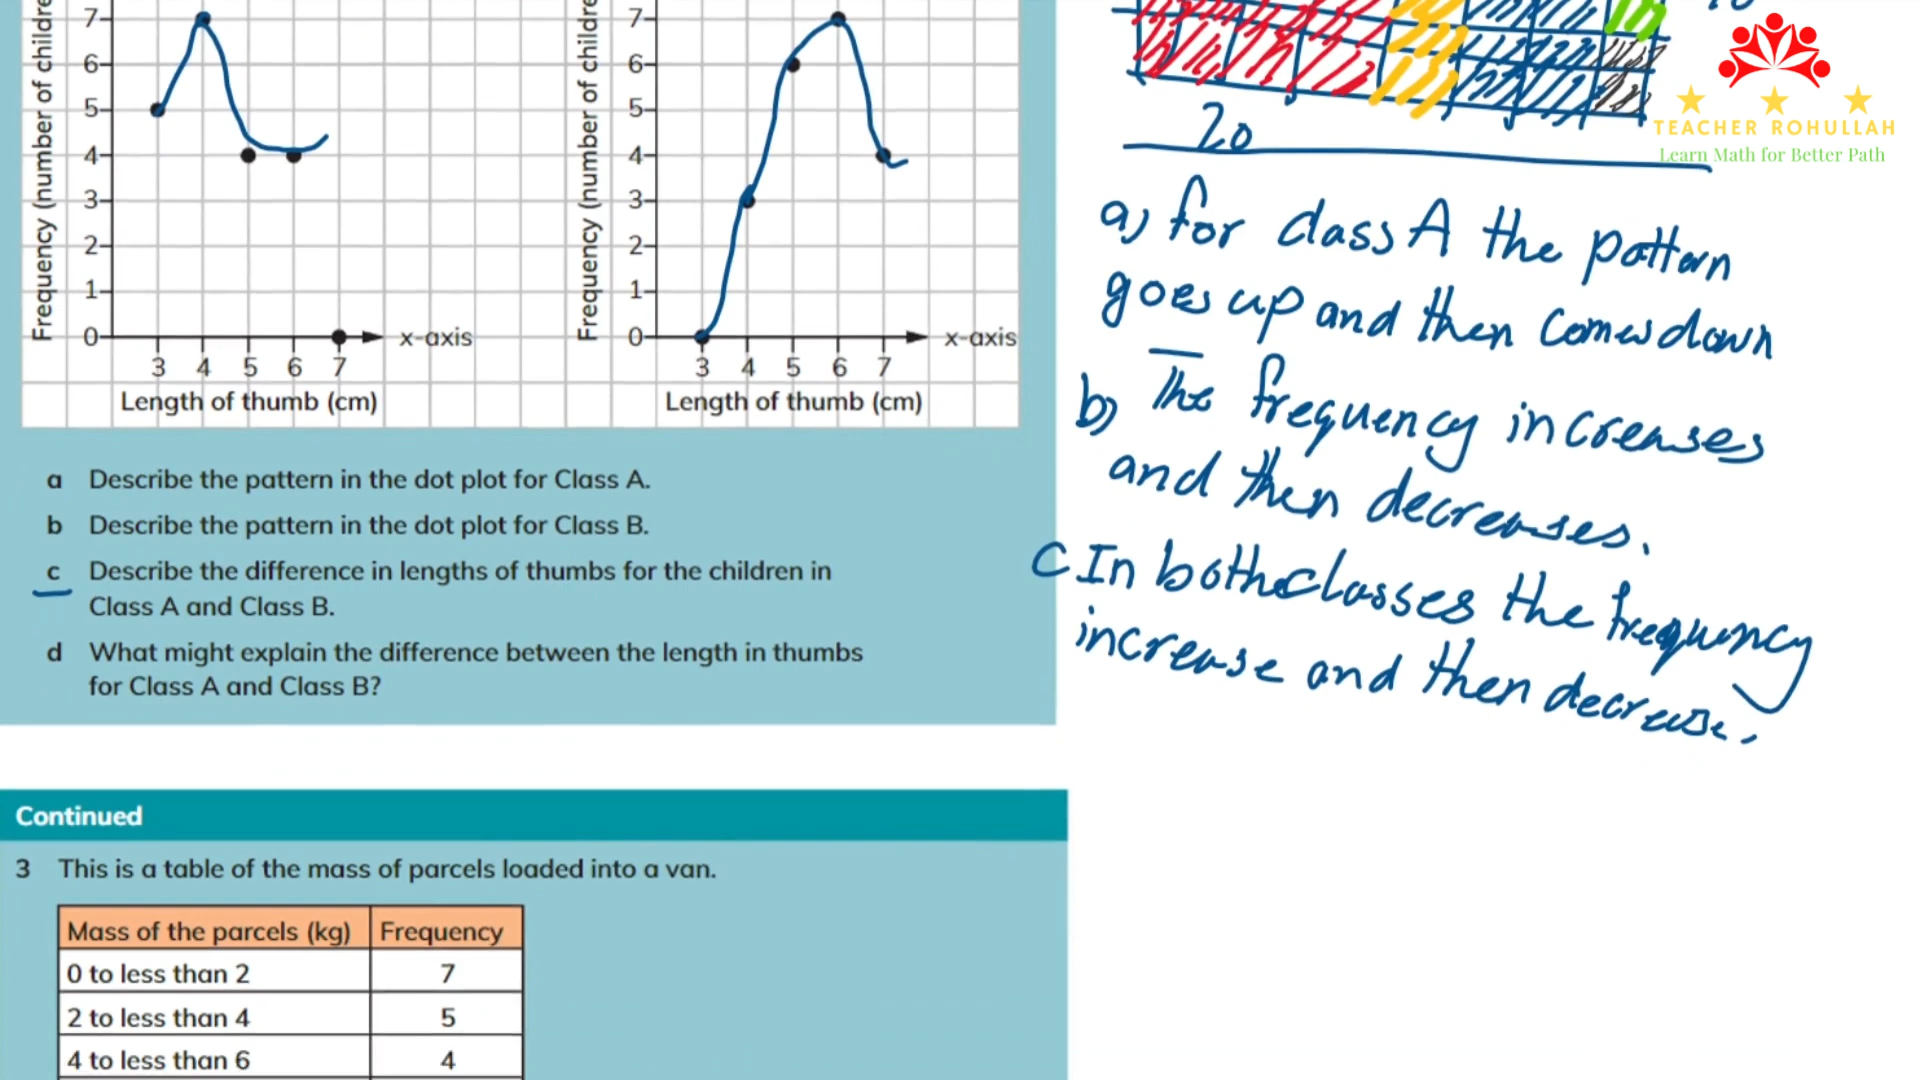 Frequency (number of childre
7
6
5
4
3
2
1
0
3 4 5 6 7
x-axis
Length of thumb (cm)
Frequency (number of childre
7
6
5
4
3
2
1
0
3 4 5 6 7
x-axis
Length of thumb (cm)
a Describe the pattern in the dot plot for Class A.
b Describe the pattern in the dot plot for Class B.
c Describe the difference in lengths of thumbs for the children in
Class A and Class B.
d What might explain the difference between the length in thumbs
for Class A and Class B?
Continued
3 This is a table of the mass of parcels loaded into a van.
Mass of the parcels (kg) Frequency
0 to less than 2 7
2 to less than 4 5
4 to less than 6 4
20
TEACHER ROHULLAH
Learn Math for Better Path
a) for class A the pattern
goes up and then comes down
b) The frequency increases
and then decreases.
C In both classes the frequency
increase and then decrease.